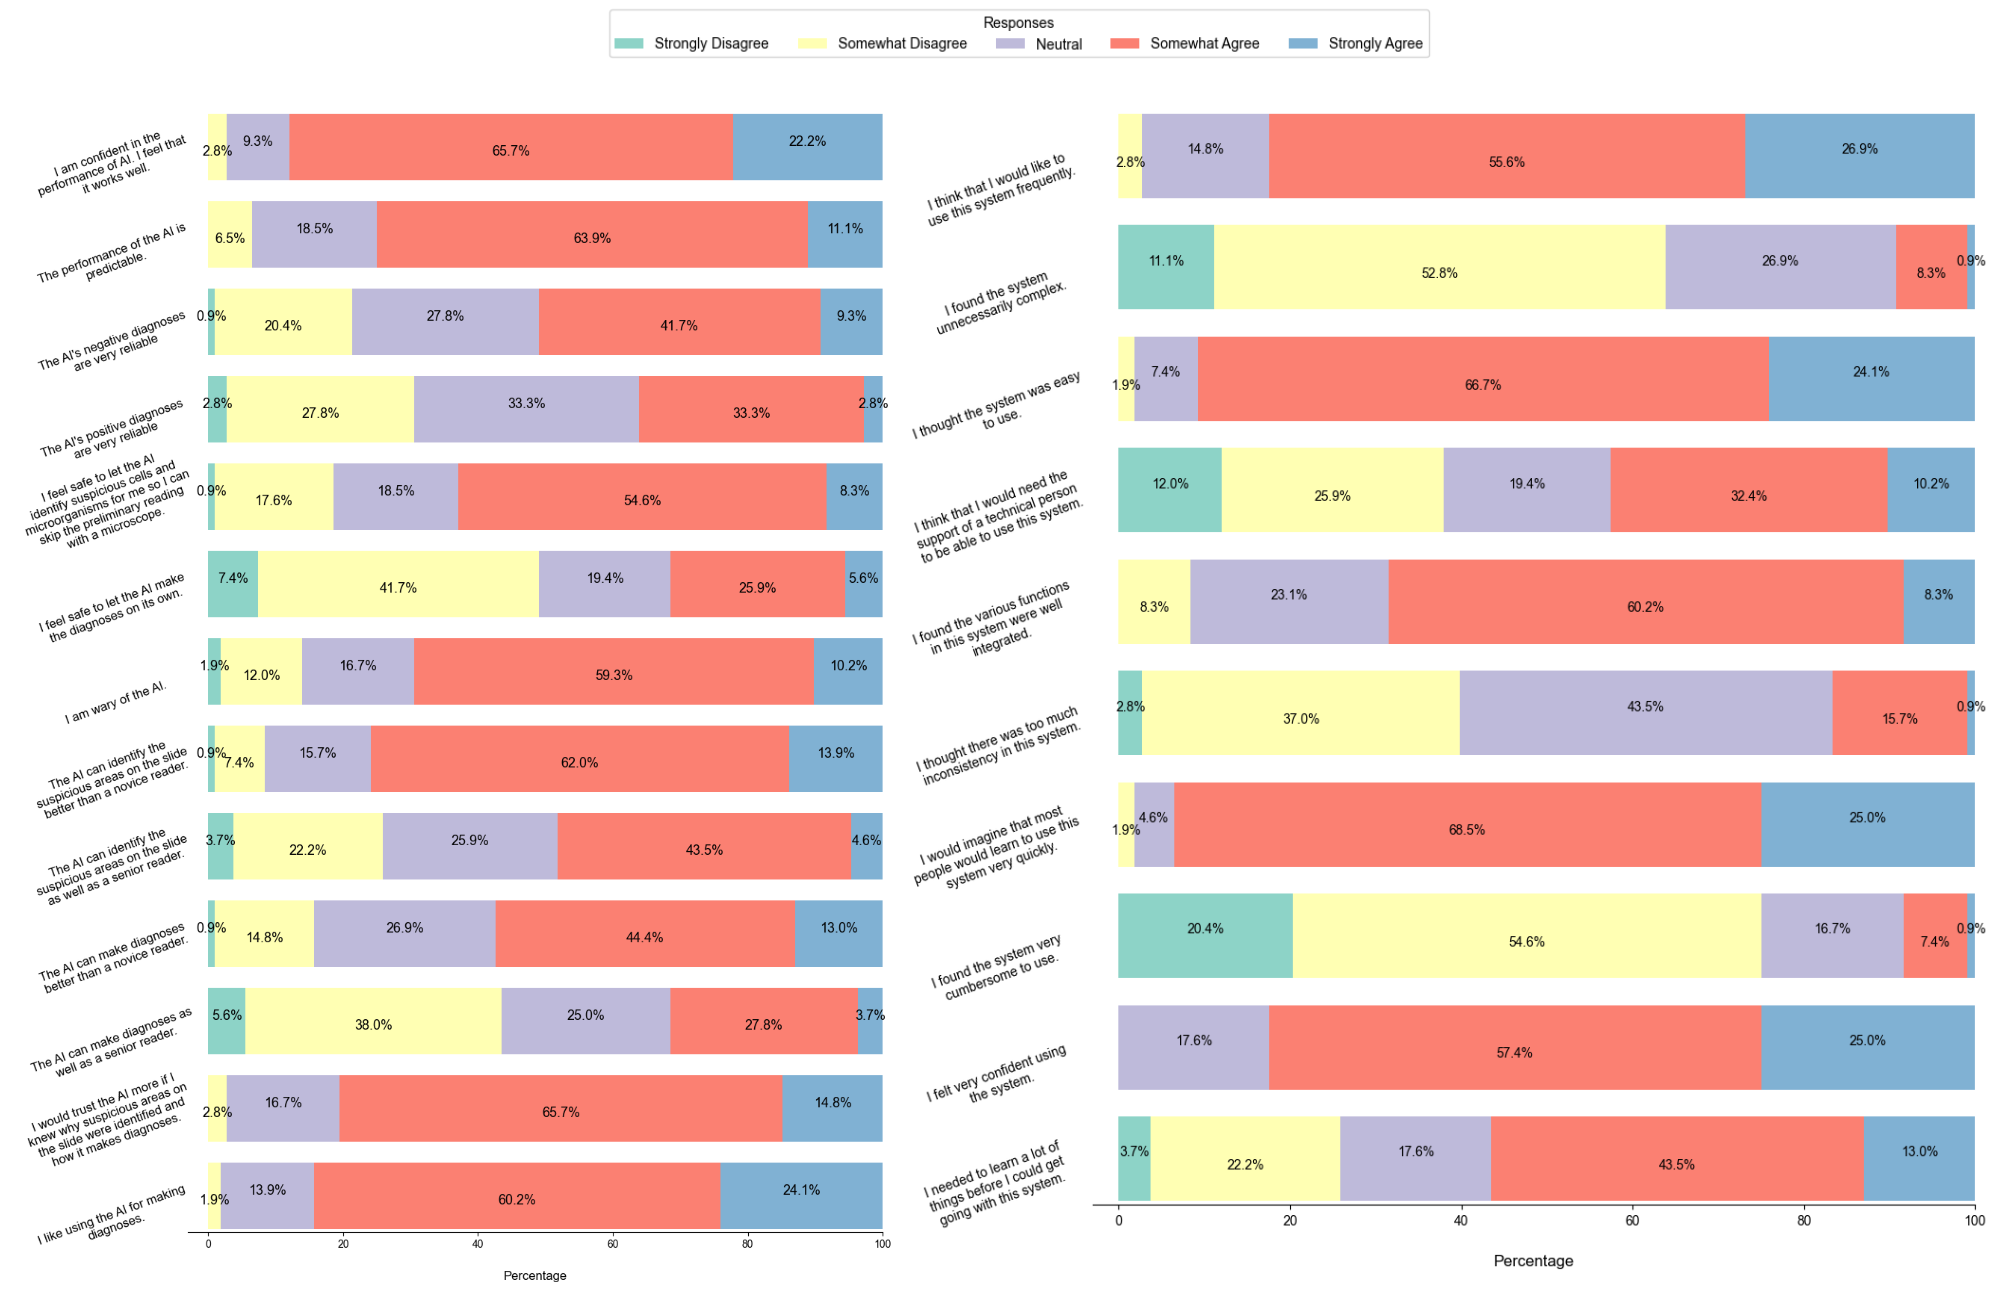 Responses
Strongly Disagree
Somewhat Disagree
Neutral
Somewhat Agree
Strongly Agree
I am confident in the
performance of AI. I feel that
it works well.
2.8%
9.3%
65.7%
22.2%
The performance of the AI is
predictable.
6.5%
18.5%
63.9%
11.1%
The AI's negative diagnoses
are very reliable
0.9%
20.4%
27.8%
41.7%
9.3%
The AI's positive diagnoses
are very reliable
2.8%
27.8%
33.3%
33.3%
2.8%
I feel safe to let the AI
identify suspicious cells and
microorganisms for me so I can
skip the preliminary reading
with a microscope.
0.9%
17.6%
18.5%
54.6%
8.3%
I feel safe to let the AI make
the diagnoses on its own.
7.4%
41.7%
19.4%
25.9%
5.6%
I am wary of the AI.
1.9%
12.0%
16.7%
59.3%
10.2%
The AI can identify the
suspicious areas on the slide
better than a novice reader.
0.9%
7.4%
15.7%
62.0%
13.9%
The AI can identify the
suspicious areas on the slide
as well as a senior reader.
3.7%
22.2%
25.9%
43.5%
4.6%
The AI can make diagnoses
better than a novice reader.
0.9%
14.8%
26.9%
44.4%
13.0%
The AI can make diagnoses as
well as a senior reader.
5.6%
38.0%
25.0%
27.8%
3.7%
I would trust the AI more if I
knew why suspicious areas on
the slide were identified and
how it makes diagnoses.
2.8%
16.7%
65.7%
14.8%
I like using the AI for making
diagnoses.
1.9%
13.9%
60.2%
24.1%
0
20
40
60
80
100
Percentage
I think that I would like to
use this system frequently.
2.8%
14.8%
55.6%
26.9%
I found the system
unnecessarily complex.
11.1%
52.8%
26.9%
8.3%
0.9%
I thought the system was easy
to use.
1.9%
7.4%
66.7%
24.1%
I think that I would need the
support of a technical person
to be able to use this system.
12.0%
25.9%
19.4%
32.4%
10.2%
I found the various functions
in this system were well
integrated.
8.3%
23.1%
60.2%
8.3%
I thought there was too much
inconsistency in this system.
2.8%
37.0%
43.5%
15.7%
0.9%
I would imagine that most
people would learn to use this
system very quickly.
1.9%
4.6%
68.5%
25.0%
I found the system very
cumbersome to use.
20.4%
54.6%
16.7%
7.4%
0.9%
I felt very confident using
the system.
17.6%
57.4%
25.0%
I needed to learn a lot of
things before I could get
going with this system.
3.7%
22.2%
17.6%
43.5%
13.0%
0
20
40
60
80
100
Percentage